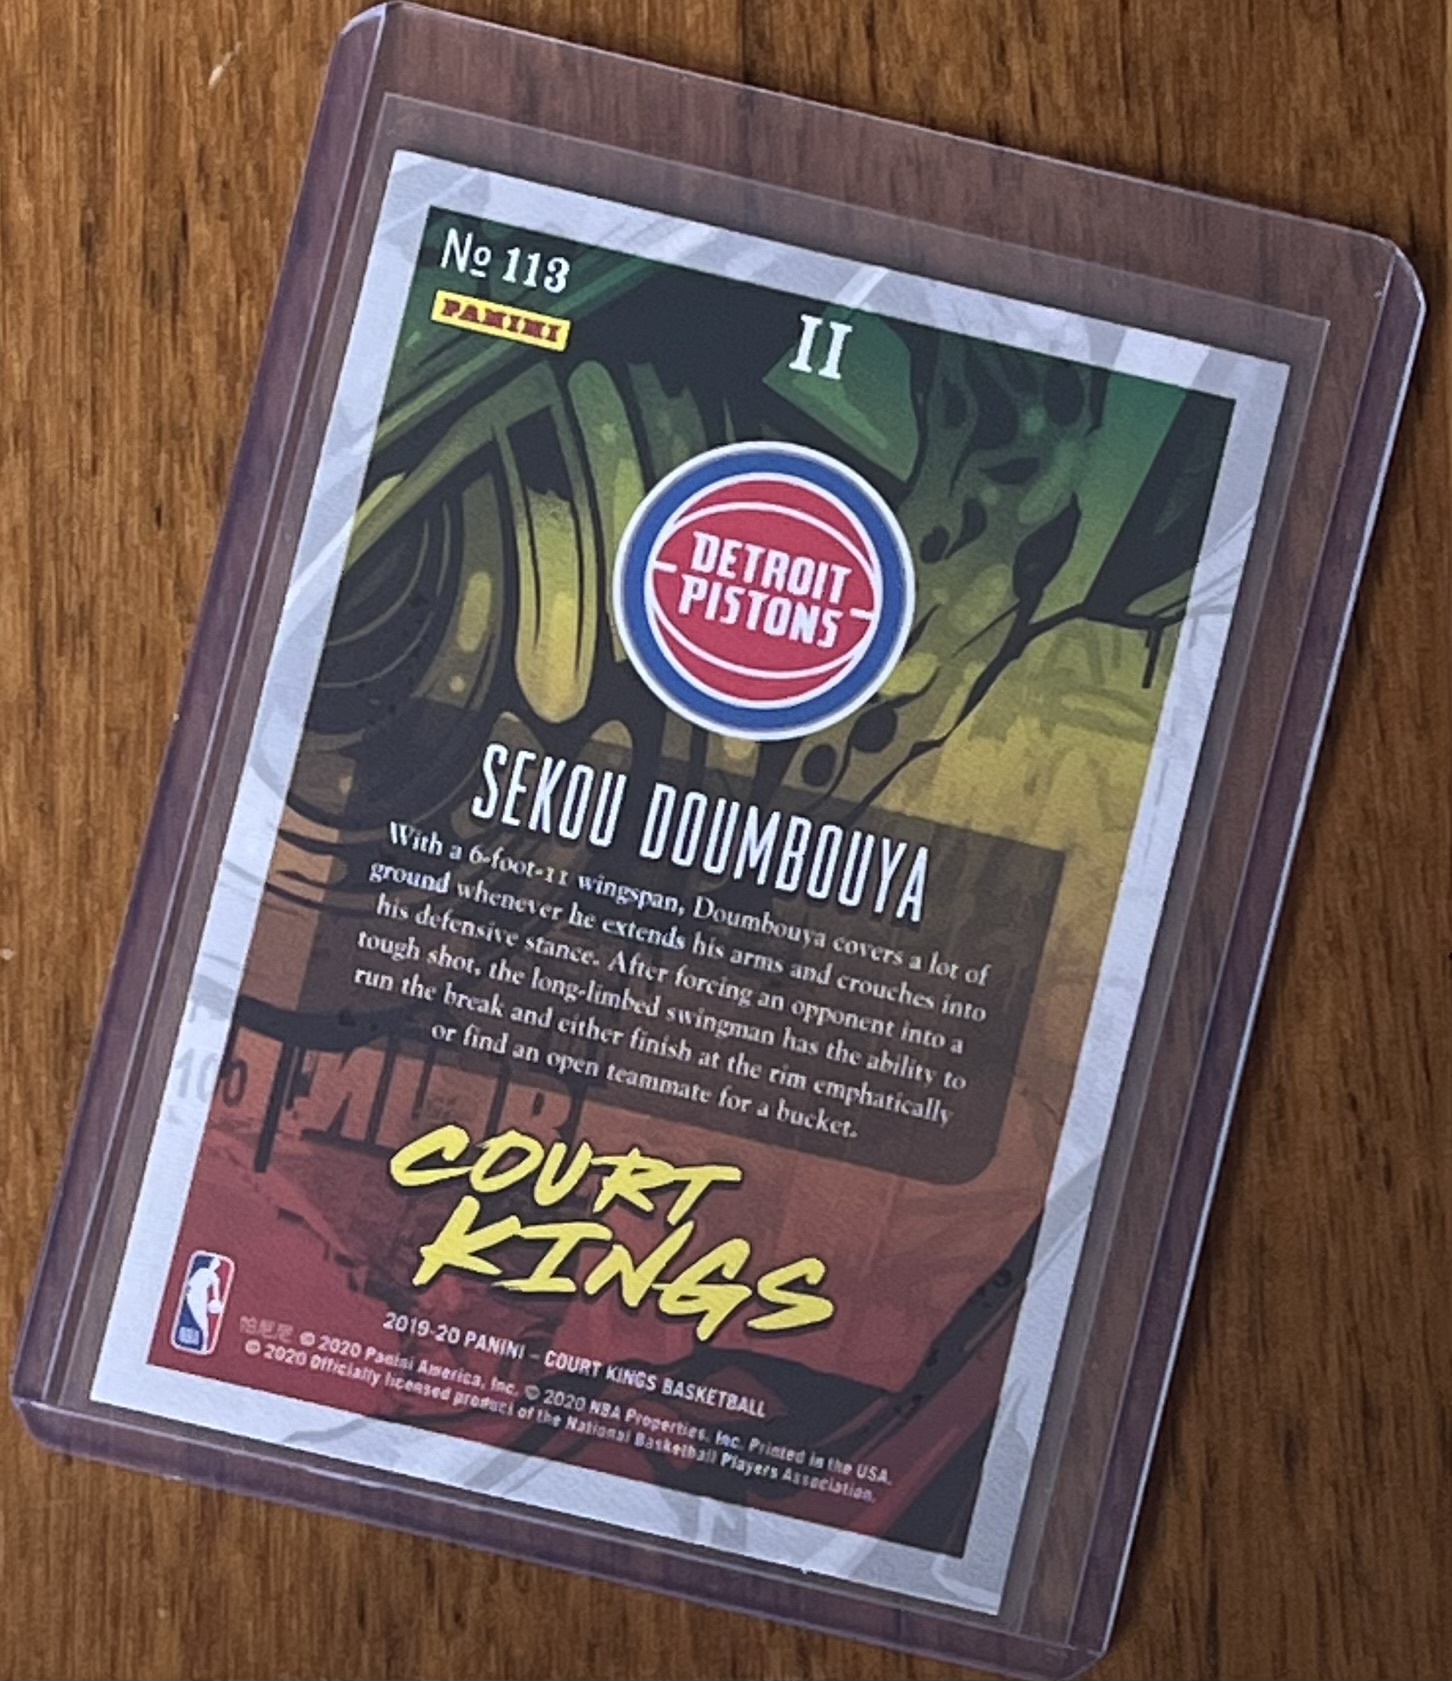 No 113
PANINI
II
DETROIT
PISTONS
SEKOU DOUMBOUYA
With a 6-foot-11 wingspan, Doumbouya covers a lot of
ground whenever he extends his arms and crouches into
his defensive stance. After forcing an opponent into a
tough shot, the long-limbed swingman has the ability to
run the break and either finish at the rim emphatically
or find an open teammate for a bucket.
100
COURT
KINGS
2019-20 PANINI – COURT KINGS BASKETBALL
帕尼尼 © 2020 Panini America, Inc. © 2020 NBA Properties, Inc. Printed in the USA.
© 2020 Officially licensed product of the National Basketball Players Association.
NBA